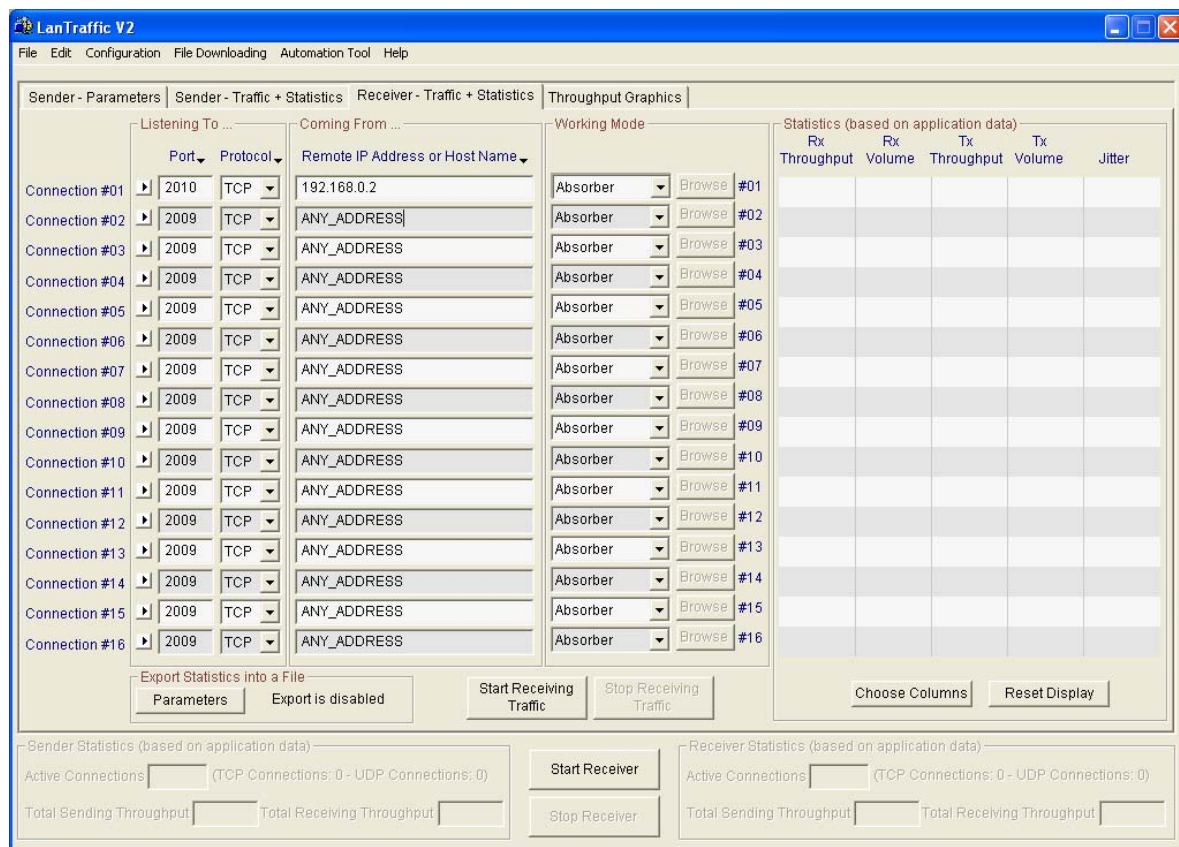 LanTraffic V2
File Edit Configuration File Downloading Automation Tool Help
Sender - Parameters Sender - Traffic + Statistics Receiver - Traffic + Statistics Throughput Graphics
Listening To ... Coming From ... Working Mode Statistics (based on application data)
Port Protocol Remote IP Address or Host Name Rx Throughput Rx Volume Tx Throughput Tx Volume Jitter
Connection #01 2010 TCP 192.168.0.2 Absorber Browse #01
Connection #02 2009 TCP ANY_ADDRESS Absorber Browse #02
Connection #03 2009 TCP ANY_ADDRESS Absorber Browse #03
Connection #04 2009 TCP ANY_ADDRESS Absorber Browse #04
Connection #05 2009 TCP ANY_ADDRESS Absorber Browse #05
Connection #06 2009 TCP ANY_ADDRESS Absorber Browse #06
Connection #07 2009 TCP ANY_ADDRESS Absorber Browse #07
Connection #08 2009 TCP ANY_ADDRESS Absorber Browse #08
Connection #09 2009 TCP ANY_ADDRESS Absorber Browse #09
Connection #10 2009 TCP ANY_ADDRESS Absorber Browse #10
Connection #11 2009 TCP ANY_ADDRESS Absorber Browse #11
Connection #12 2009 TCP ANY_ADDRESS Absorber Browse #12
Connection #13 2009 TCP ANY_ADDRESS Absorber Browse #13
Connection #14 2009 TCP ANY_ADDRESS Absorber Browse #14
Connection #15 2009 TCP ANY_ADDRESS Absorber Browse #15
Connection #16 2009 TCP ANY_ADDRESS Absorber Browse #16
Export Statistics into a File
Parameters Export is disabled
Start Receiving Traffic
Stop Receiving Traffic
Choose Columns Reset Display
Sender Statistics (based on application data)
Active Connections (TCP Connections: 0 - UDP Connections: 0)
Total Sending Throughput Total Receiving Throughput
Start Receiver
Stop Receiver
Receiver Statistics (based on application data)
Active Connections (TCP Connections: 0 - UDP Connections: 0)
Total Sending Throughput Total Receiving Throughput